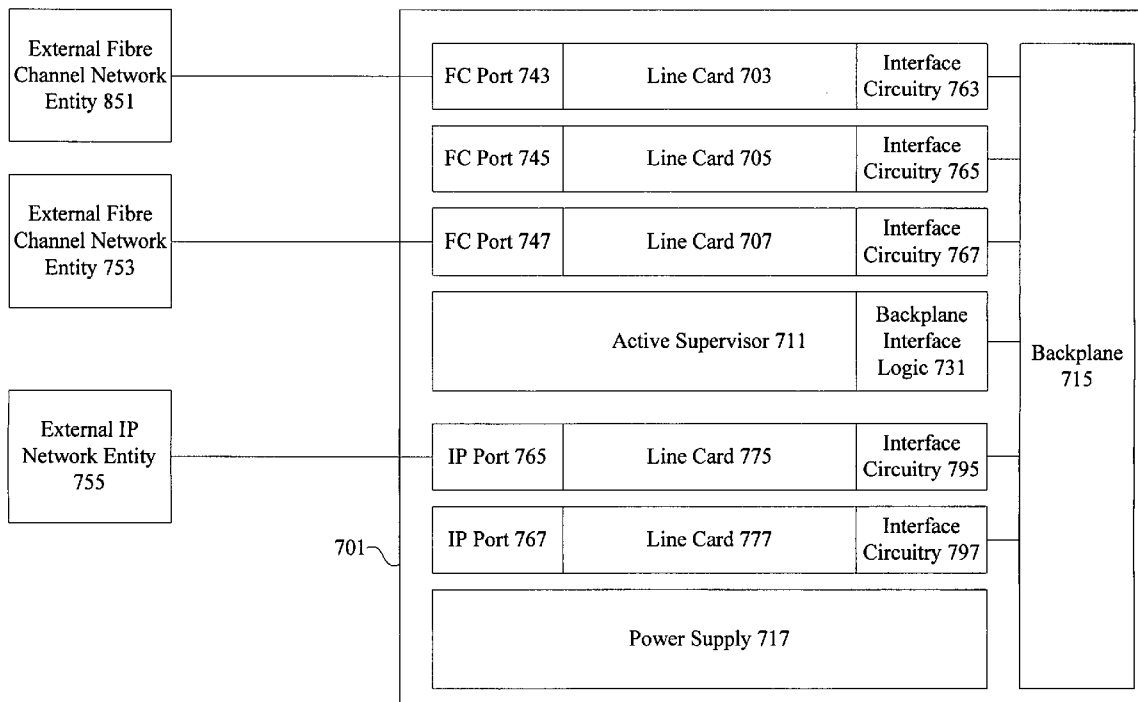 External Fibre
Channel Network
Entity 851
FC Port 743
Line Card 703
Interface
Circuitry 763
FC Port 745
Line Card 705
Interface
Circuitry 765
External Fibre
Channel Network
Entity 753
FC Port 747
Line Card 707
Interface
Circuitry 767
Active Supervisor 711
Backplane
Interface
Logic 731
Backplane
715
External IP
Network Entity
755
IP Port 765
Line Card 775
Interface
Circuitry 795
701
IP Port 767
Line Card 777
Interface
Circuitry 797
Power Supply 717